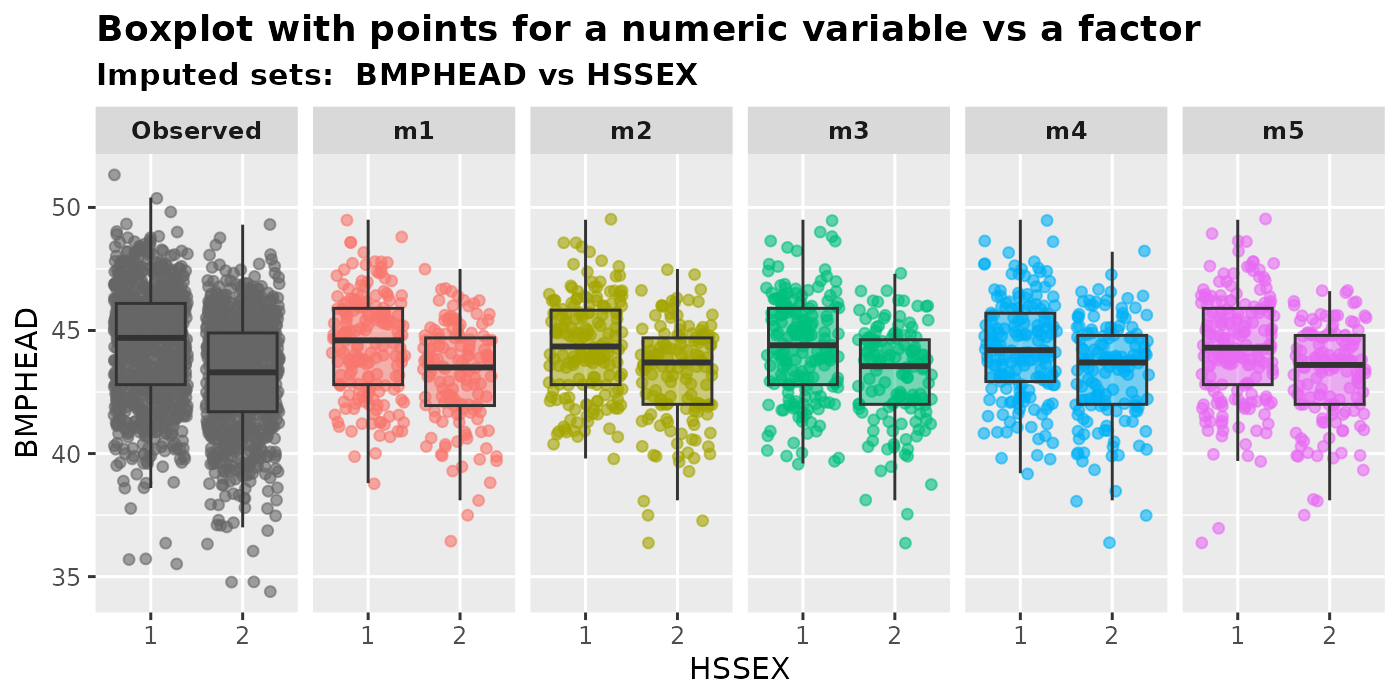 Boxplot with points for a numeric variable vs a factor
Imputed sets:  BMPHEAD vs HSSEX
Observed m1 m2 m3 m4 m5
BMPHEAD
50
45
40
35
1 2 1 2 1 2 1 2 1 2 1 2
HSSEX